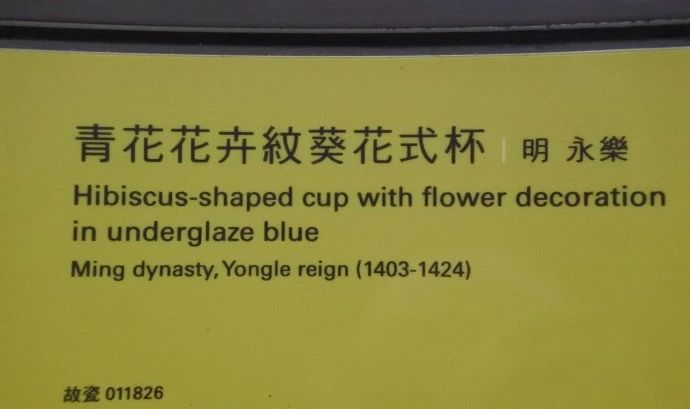 青花花卉紋葵花式杯 | 明 永樂
Hibiscus-shaped cup with flower decoration
in underglaze blue
Ming dynasty, Yongle reign (1403-1424)
故瓷 011826